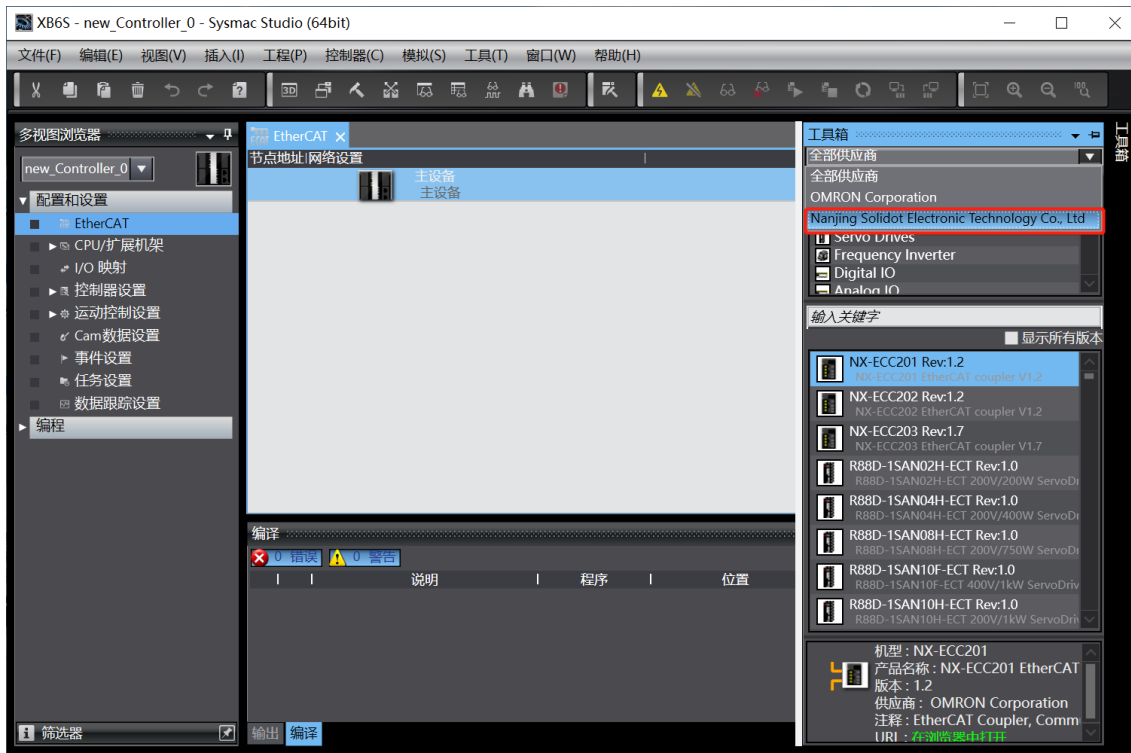 XB6S - new_Controller_0 - Sysmac Studio (64bit)
文件(F) 编辑(E) 视图(V) 插入(I) 工程(P) 控制器(C) 模拟(S) 工具(T) 窗口(W) 帮助(H)
多视图浏览器
new_Controller_0
配置和设置
EtherCAT
CPU/扩展机架
I/O 映射
控制器设置
运动控制设置
Cam数据设置
事件设置
任务设置
数据跟踪设置
编程
筛选器
EtherCAT
节点地址|网络设置
主设备
主设备
编译
0 错误 0 警告
说明 程序 位置
输出 编译
工具箱
全部供应商
全部供应商
OMRON Corporation
Nanjing Solidot Electronic Technology Co., Ltd
Servo Drives
Frequency Inverter
Digital IO
Analog IO
输入关键字
显示所有版本
NX-ECC201 Rev:1.2
NX-ECC201 EtherCAT coupler V1.2
NX-ECC202 Rev:1.2
NX-ECC202 EtherCAT coupler V1.2
NX-ECC203 Rev:1.7
NX-ECC203 EtherCAT coupler V1.7
R88D-1SAN02H-ECT Rev:1.0
R88D-1SAN02H-ECT 200V/200W ServoDri
R88D-1SAN04H-ECT Rev:1.0
R88D-1SAN04H-ECT 200V/400W ServoDri
R88D-1SAN08H-ECT Rev:1.0
R88D-1SAN08H-ECT 200V/750W ServoDri
R88D-1SAN10F-ECT Rev:1.0
R88D-1SAN10F-ECT 400V/1kW ServoDriv
R88D-1SAN10H-ECT Rev:1.0
R88D-1SAN10H-ECT 200V/1kW ServoDriv
机型 : NX-ECC201
产品名称 : NX-ECC201 EtherCAT
版本 : 1.2
供应商 : OMRON Corporation
注释 : EtherCAT Coupler, Comm
URL : 在浏览器中打开
工具箱